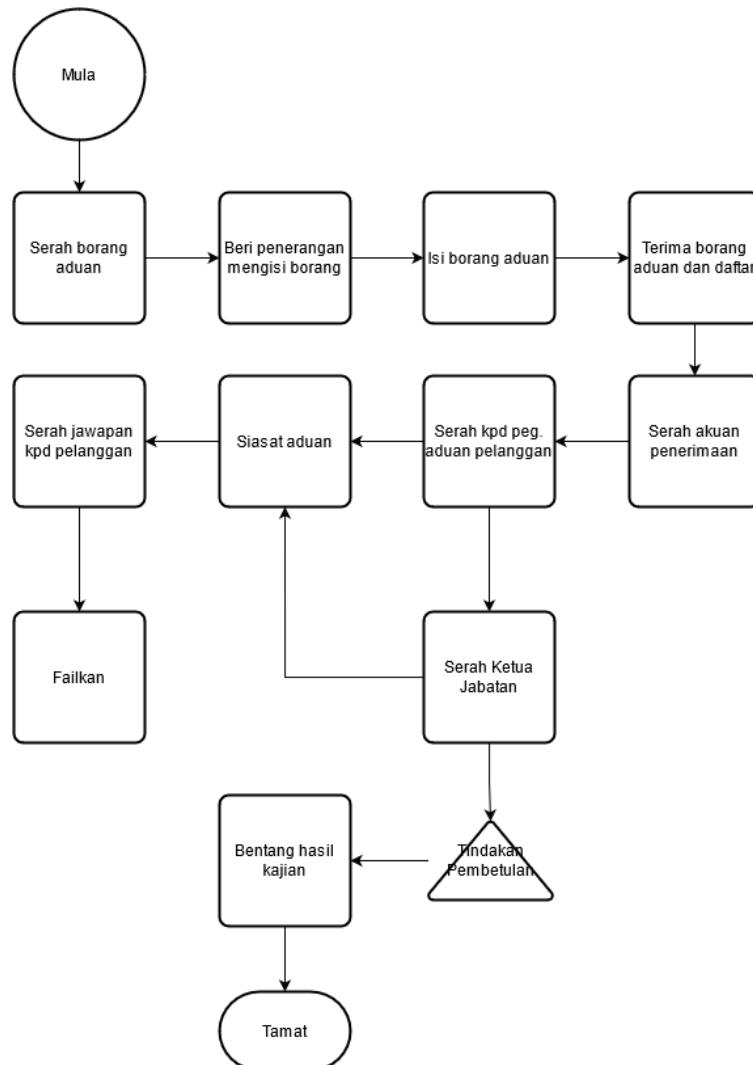 Mula
Serah borang
aduan
Beri penerangan
mengisi borang
Isi borang aduan
Terima borang
aduan dan daftar
Serah jawapan
kpd pelanggan
Siasat aduan
Serah kpd peg.
aduan pelanggan
Serah akuan
penerimaan
Failkan
Serah Ketua
Jabatan
Bentang hasil
kajian
Tindakan
Pembetulan
Tamat